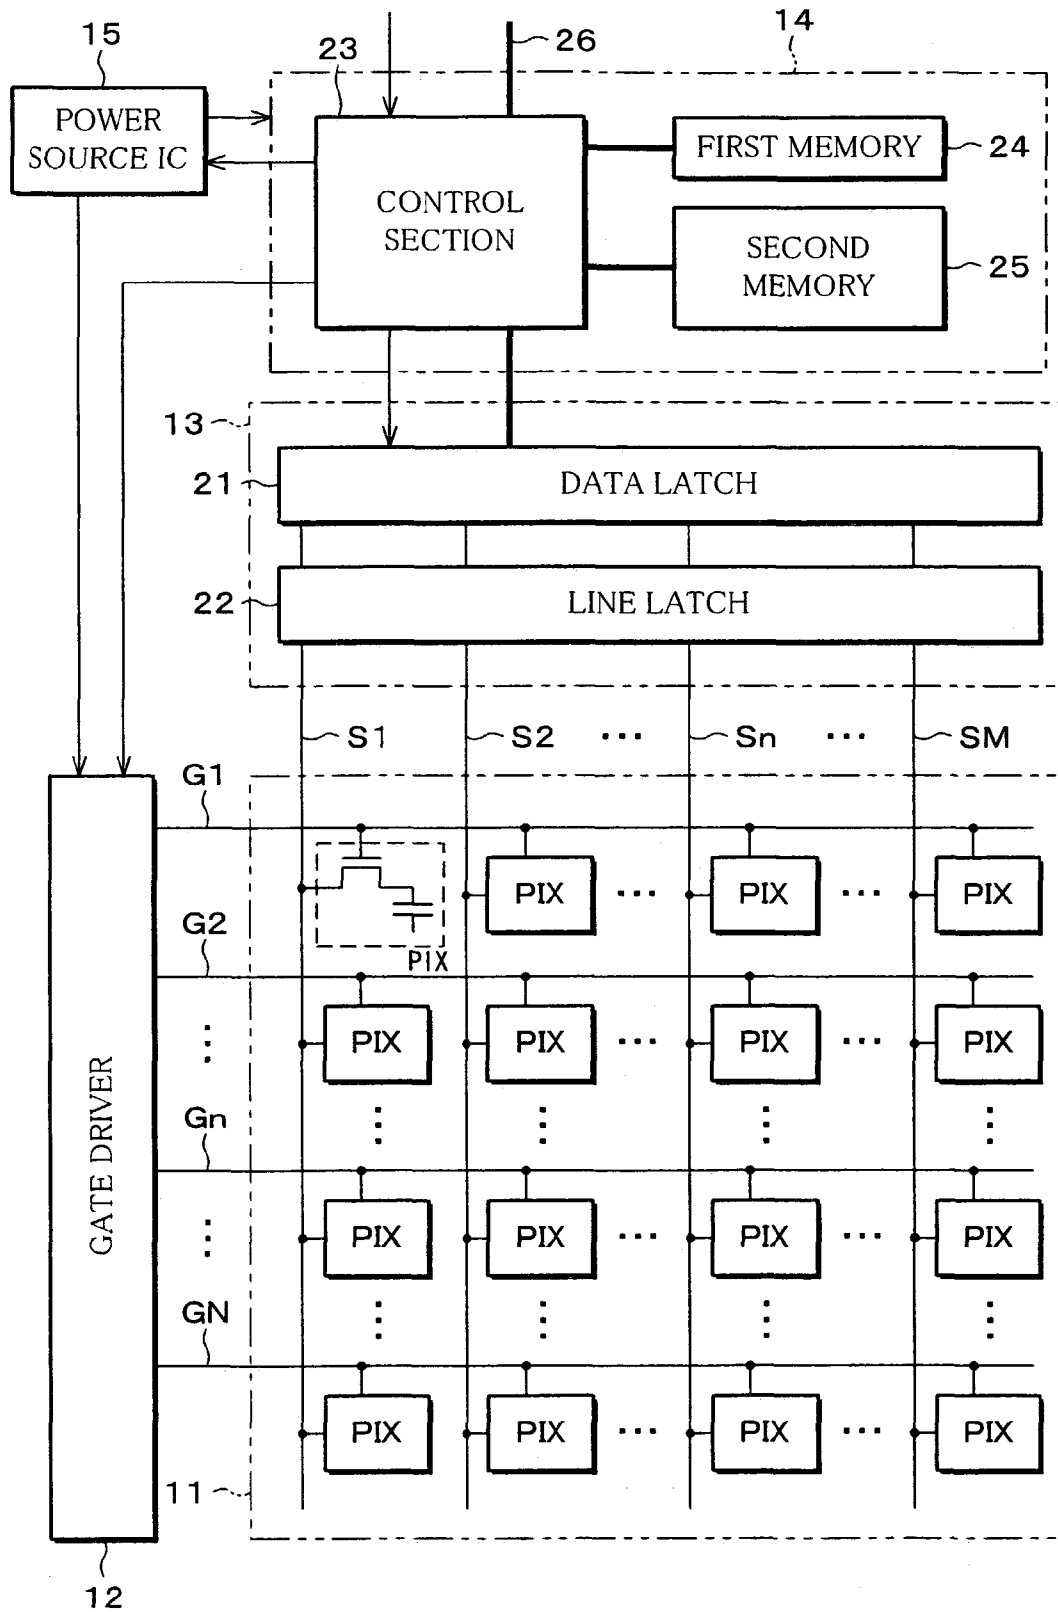 15
23
26
14
POWER
SOURCE IC
CONTROL
SECTION
FIRST MEMORY
24
SECOND
MEMORY
25
13
21
DATA LATCH
22
LINE LATCH
S1
S2
...
Sn
...
SM
G1
PIX
PIX
...
PIX
...
PIX
G2
PIX
PIX
...
PIX
...
PIX
Gn
PIX
PIX
...
PIX
...
PIX
GN
PIX
PIX
...
PIX
...
PIX
GATE DRIVER
11
12